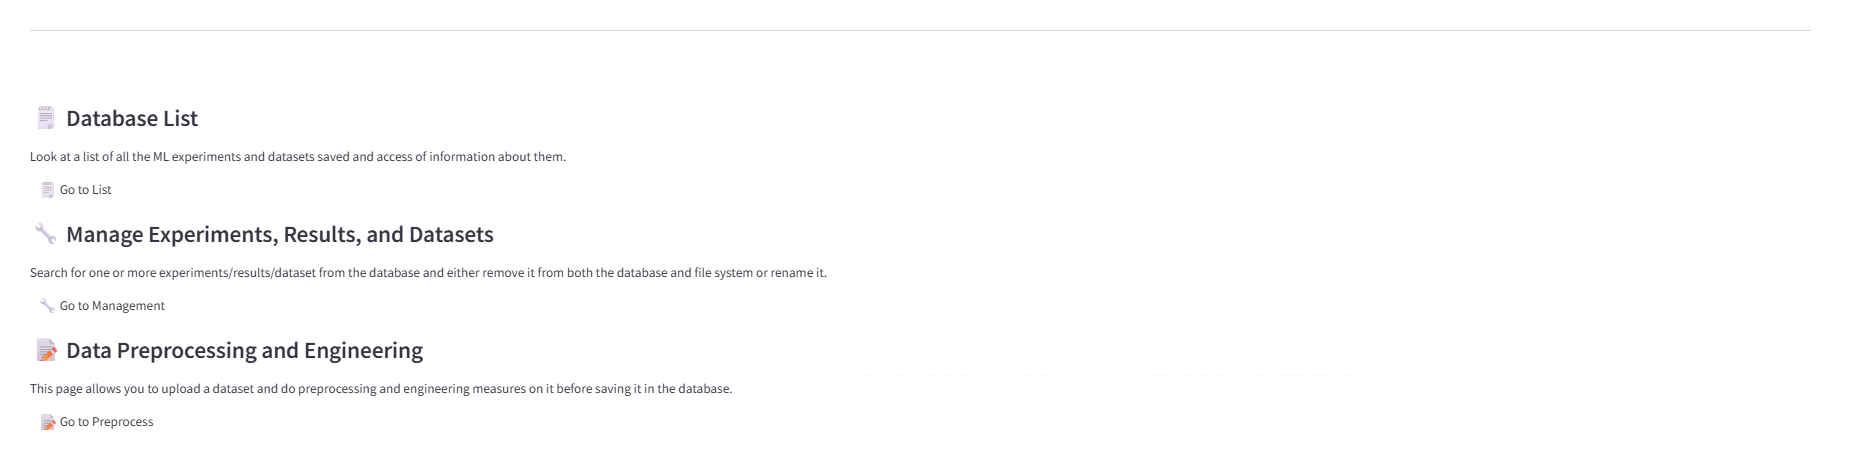 Database List
Look at a list of all the ML experiments and datasets saved and access of information about them.
Go to List
Manage Experiments, Results, and Datasets
Search for one or more experiments/results/dataset from the database and either remove it from both the database and file system or rename it.
Go to Management
Data Preprocessing and Engineering
This page allows you to upload a dataset and do preprocessing and engineering measures on it before saving it in the database.
Go to Preprocess